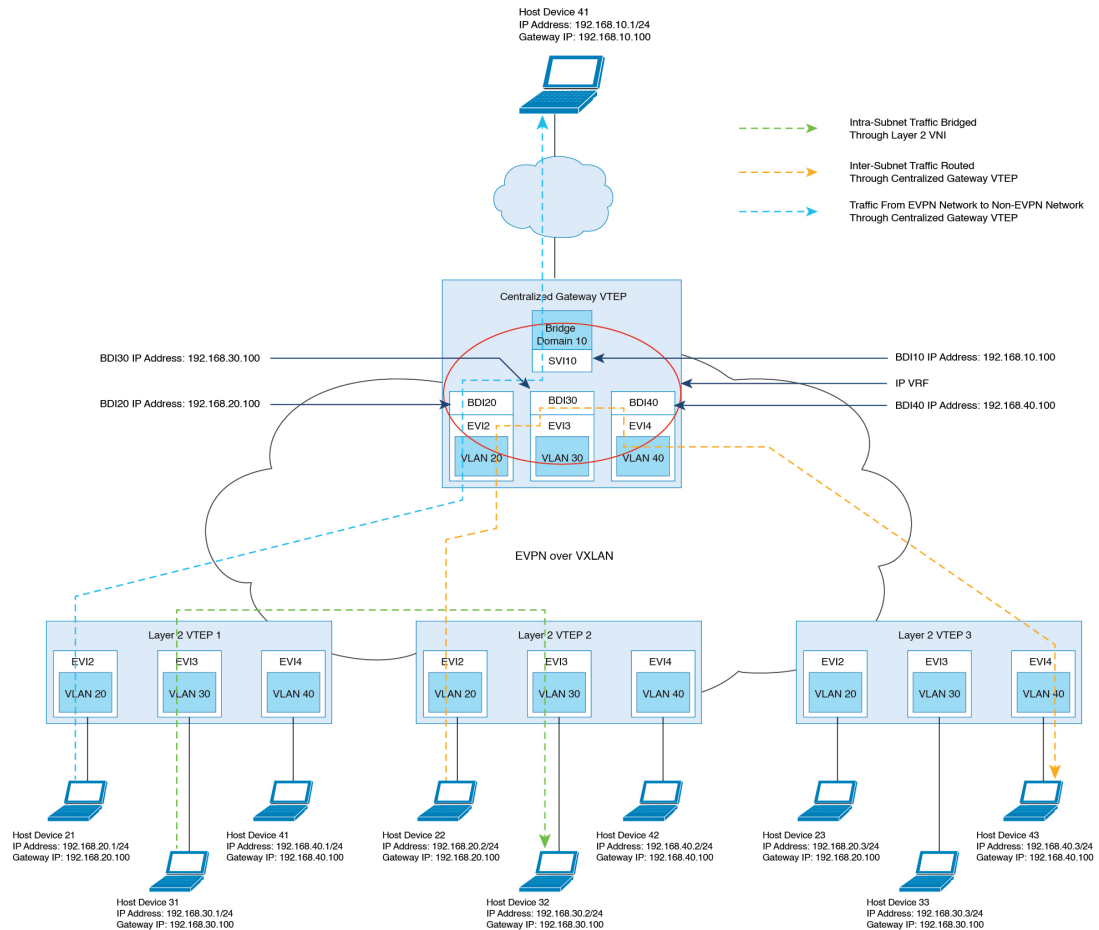 Host Device 41
IP Address: 192.168.10.1/24
Gateway IP: 192.168.10.100
Intra-Subnet Traffic Bridged
Through Layer 2 VNI
Inter-Subnet Traffic Routed
Through Centralized Gateway VTEP
Traffic From EVPN Network to Non-EVPN Network
Through Centralized Gateway VTEP
Centralized Gateway VTEP
Bridge
Domain 10
SVI10
BDI30 IP Address: 192.168.30.100
BDI10 IP Address: 192.168.10.100
IP VRF
BDI20 IP Address: 192.168.20.100
BDI40 IP Address: 192.168.40.100
BDI20
EVI2
VLAN 20
BDI30
EVI3
VLAN 30
BDI40
EVI4
VLAN 40
EVPN over VXLAN
Layer 2 VTEP 1
EVI2
VLAN 20
EVI3
VLAN 30
EVI4
VLAN 40
Layer 2 VTEP 2
EVI2
VLAN 20
EVI3
VLAN 30
EVI4
VLAN 40
Layer 2 VTEP 3
EVI2
VLAN 20
EVI3
VLAN 30
EVI4
VLAN 40
Host Device 21
IP Address: 192.168.20.1/24
Gateway IP: 192.168.20.100
Host Device 41
IP Address: 192.168.40.1/24
Gateway IP: 192.168.40.100
Host Device 22
IP Address: 192.168.20.2/24
Gateway IP: 192.168.20.100
Host Device 42
IP Address: 192.168.40.2/24
Gateway IP: 192.168.40.100
Host Device 23
IP Address: 192.168.20.3/24
Gateway IP: 192.168.20.100
Host Device 43
IP Address: 192.168.40.3/24
Gateway IP: 192.168.40.100
Host Device 31
IP Address: 192.168.30.1/24
Gateway IP: 192.168.30.100
Host Device 32
IP Address: 192.168.30.2/24
Gateway IP: 192.168.30.100
Host Device 33
IP Address: 192.168.30.3/24
Gateway IP: 192.168.30.100